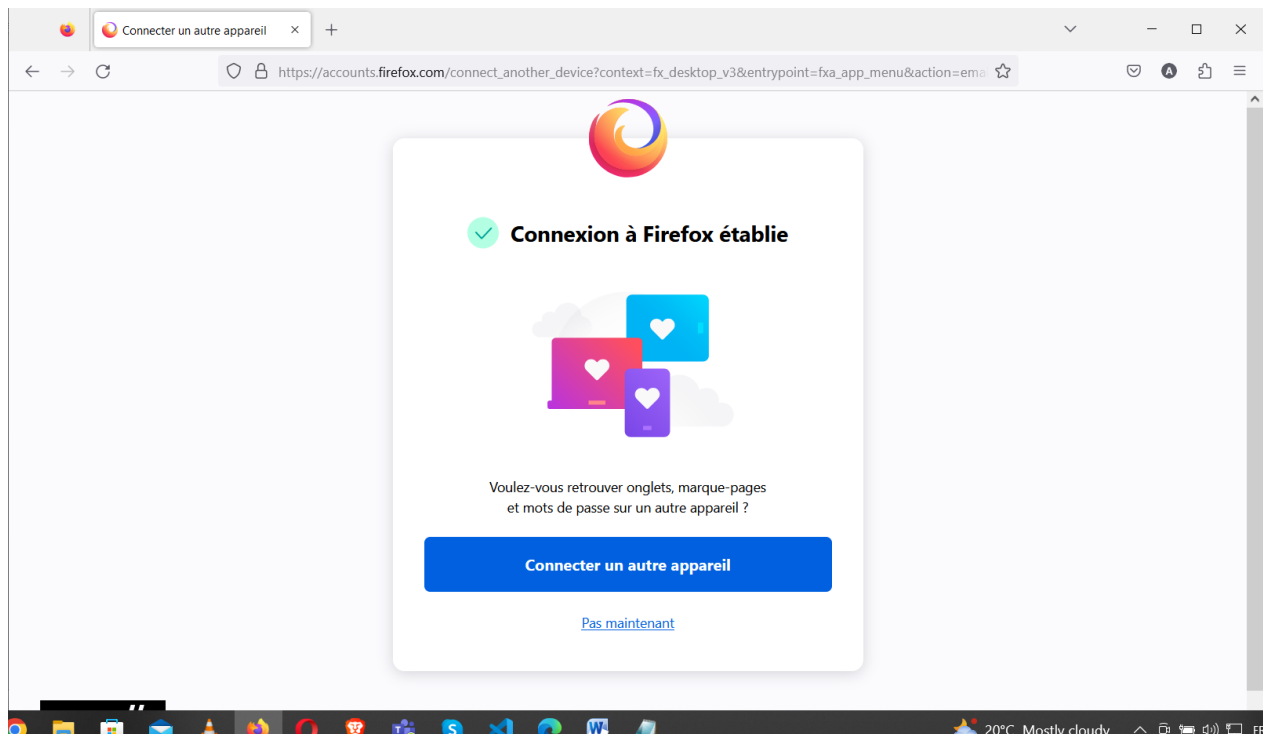 Connecter un autre appareil
https://accounts.firefox.com/connect_another_device?context=fx_desktop_v3&entrypoint=fxa_app_menu&action=ema
A
Connexion à Firefox établie
Voulez-vous retrouver onglets, marque-pages
et mots de passe sur un autre appareil ?
Connecter un autre appareil
Pas maintenant
20°C Mostly cloudy